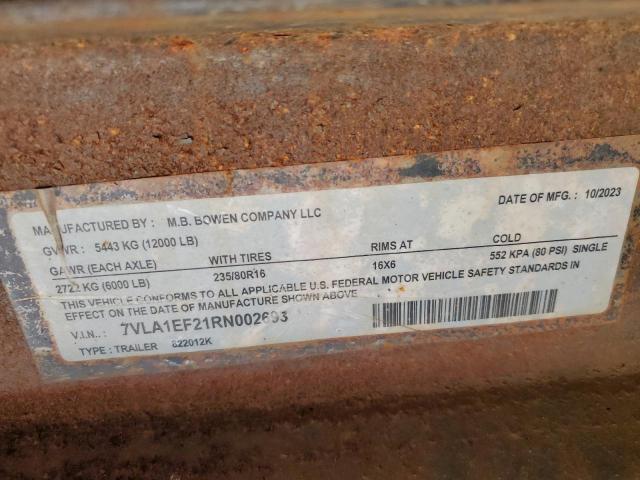 MANUFACTURED BY : M.B. BOWEN COMPANY LLC DATE OF MFG. : 10/2023
GVWR : 5443 KG (12000 LB)
GAWR (EACH AXLE) WITH TIRES RIMS AT COLD
2722 KG (6000 LB) 235/80R16 16X6 552 KPA (80 PSI) SINGLE
THIS VEHICLE CONFORMS TO ALL APPLICABLE U.S. FEDERAL MOTOR VEHICLE SAFETY STANDARDS IN
EFFECT ON THE DATE OF MANUFACTURE SHOWN ABOVE
V.I.N.. : 7VLA1EF21RN002693
TYPE : TRAILER 822012K